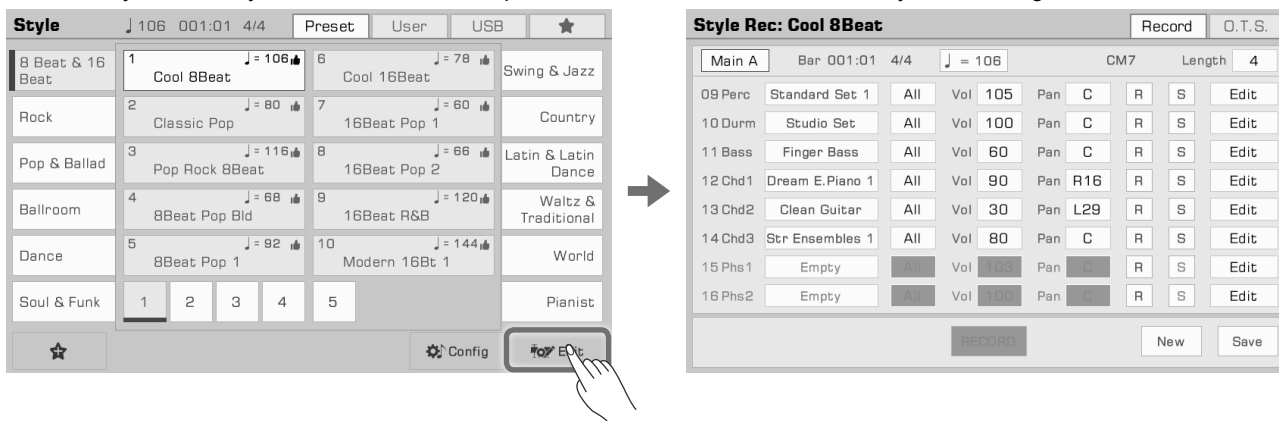 Style ♩106 001:01 4/4 Preset User USB ★
8 Beat & 16
Beat
Rock
Pop & Ballad
Ballroom
Dance
Soul & Funk
1 ♩= 106
Cool 8Beat
2 ♩= 80
Classic Pop
3 ♩= 116
Pop Rock 8Beat
4 ♩= 68
8Beat Pop Bld
5 ♩= 92
8Beat Pop 1
6 ♩= 78
Cool 16Beat
7 ♩= 60
16Beat Pop 1
8 ♩= 66
16Beat Pop 2
9 ♩= 120
16Beat R&B
10 ♩= 144
Modern 16Bt 1
1 2 3 4 5
Swing & Jazz
Country
Latin & Latin
Dance
Waltz &
Traditional
World
Pianist
Config Edit
Style Rec: Cool 8Beat Record O.T.S.
Main A Bar 001:01 4/4 ♩ = 106 CM7 Length 4
09 Perc Standard Set 1 All Vol 105 Pan C R S Edit
10 Durm Studio Set All Vol 100 Pan C R S Edit
11 Bass Finger Bass All Vol 60 Pan C R S Edit
12 Chd1 Dream E.Piano 1 All Vol 90 Pan R16 R S Edit
13 Chd2 Clean Guitar All Vol 30 Pan L29 R S Edit
14 Chd3 Str Ensembles 1 All Vol 80 Pan C R S Edit
15 Phs1 Empty All Vol 103 Pan C R S Edit
16 Phs2 Empty All Vol 100 Pan C R S Edit
RECORD New Save